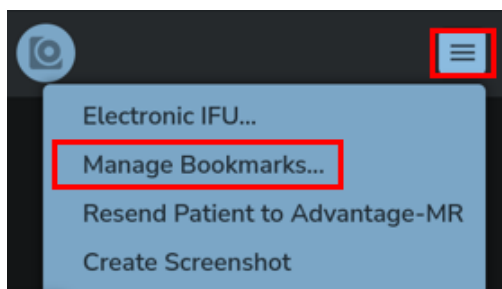 Electronic IFU...
Manage Bookmarks...
Resend Patient to Advantage-MR
Create Screenshot